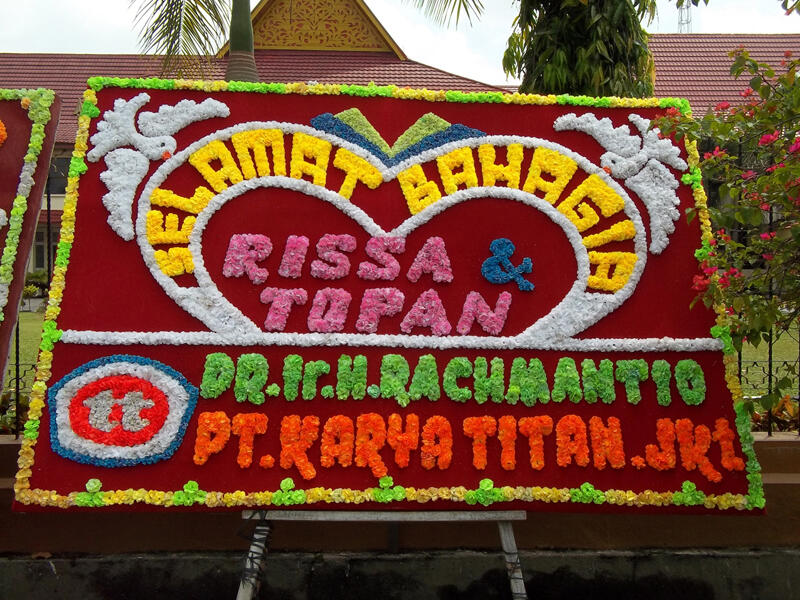 SELAMAT BAHAGIA
RISSA &
TOPAN
DR.Ir.H.RACHMANTIO
tt
PT.KARYA TITAN.JKT